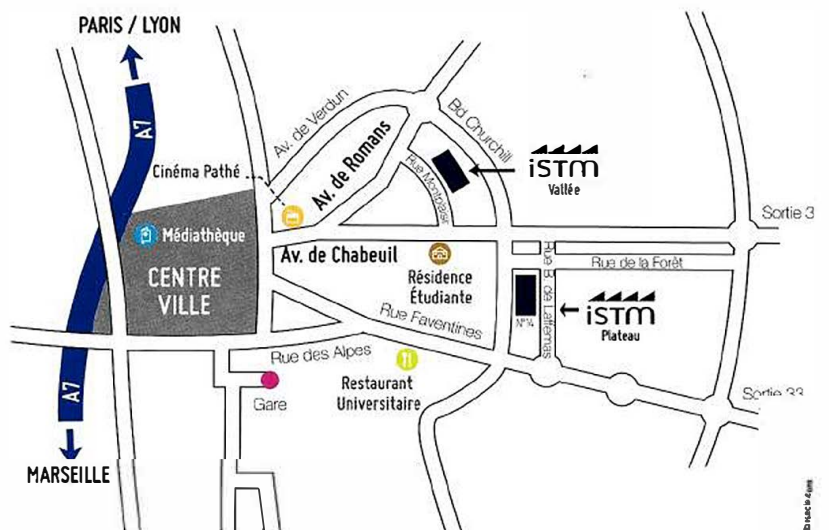 PARIS / LYON
A7
Av. de Verdun
Bd Churchill
Cinéma Pathé
Av. de Romans
Rue Montplaisir
iSTM
Vallée
Sortie 3
Médiathèque
Av. de Chabeuil
Rue de la Forêt
CENTRE
VILLE
Résidence
Étudiante
Rue B. de Laffemas
N°14
iSTM
Plateau
Rue Faventines
Rue des Alpes
Restaurant
Universitaire
Gare
A7
Sortie 33
MARSEILLE